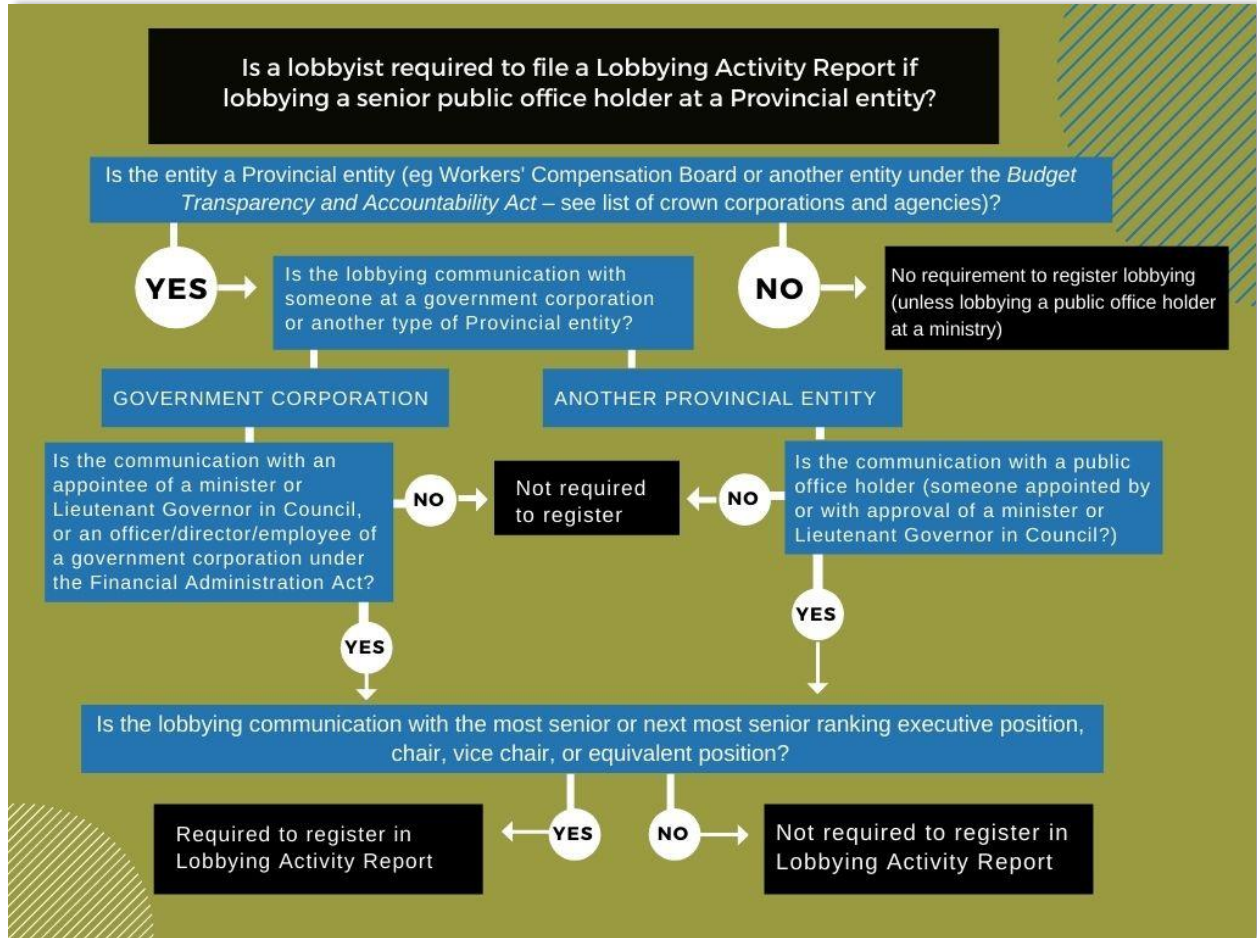 Is a lobbyist required to file a Lobbying Activity Report if
lobbying a senior public office holder at a Provincial entity?
Is the entity a Provincial entity (eg Workers' Compensation Board or another entity under the Budget
Transparency and Accountability Act – see list of crown corporations and agencies)?
YES
Is the lobbying communication with
someone at a government corporation
or another type of Provincial entity?
NO
No requirement to register lobbying
(unless lobbying a public office holder
at a ministry)
GOVERNMENT CORPORATION
ANOTHER PROVINCIAL ENTITY
Is the communication with an
appointee of a minister or
Lieutenant Governor in Council,
or an officer/director/employee of
a government corporation under
the Financial Administration Act?
NO
Not required
to register
NO
Is the communication with a public
office holder (someone appointed by
or with approval of a minister or
Lieutenant Governor in Council?)
YES
YES
Is the lobbying communication with the most senior or next most senior ranking executive position,
chair, vice chair, or equivalent position?
Required to register in
Lobbying Activity Report
YES
NO
Not required to register in
Lobbying Activity Report